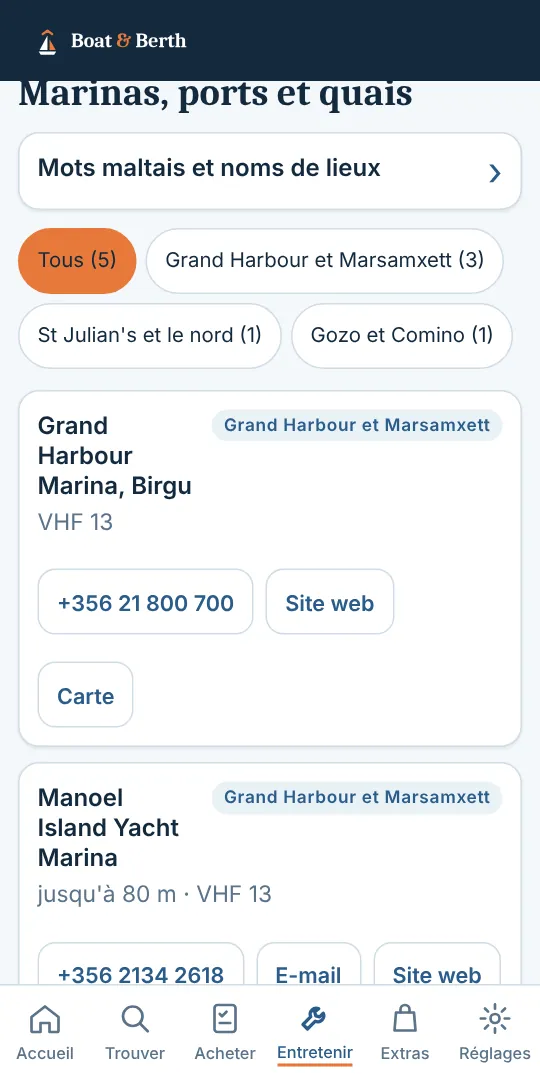 Boat & Berth
Marinas, ports et quais
Mots maltais et noms de lieux
Tous (5)
Grand Harbour et Marsamxett (3)
St Julian's et le nord (1)
Gozo et Comino (1)
Grand
Harbour
Marina, Birgu
Grand Harbour et Marsamxett
VHF 13
+356 21 800 700
Site web
Carte
Manoel
Island Yacht
Marina
Grand Harbour et Marsamxett
jusqu'à 80 m · VHF 13
+356 2134 2618
E-mail
Site web
Accueil
Trouver
Acheter
Entretenir
Extras
Réglages